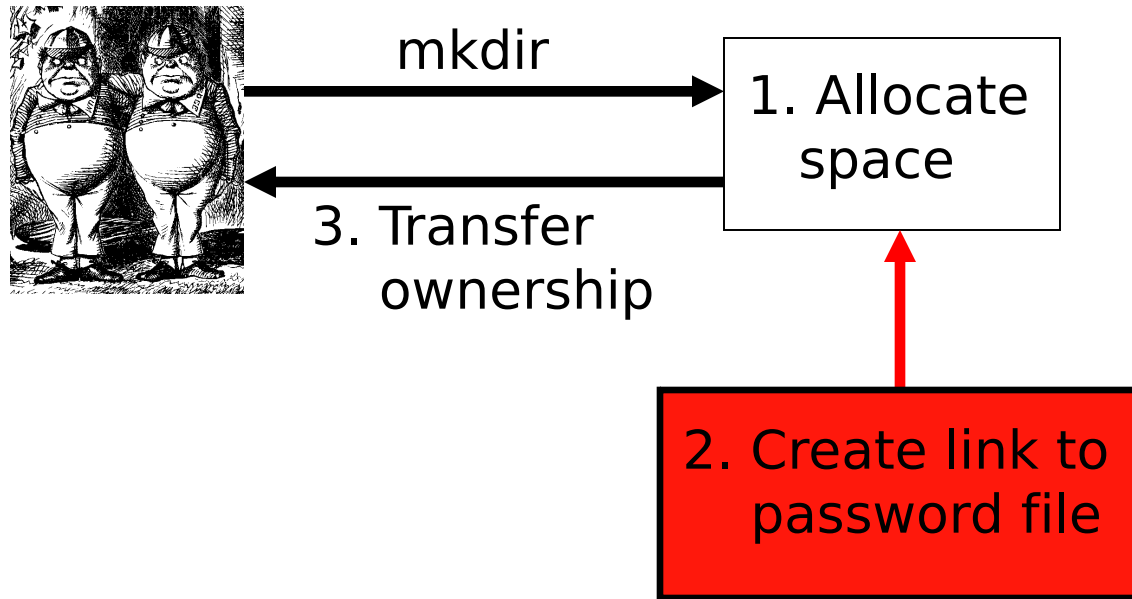 mkdir
1. Allocate
space
3. Transfer
ownership
2. Create link to
password file